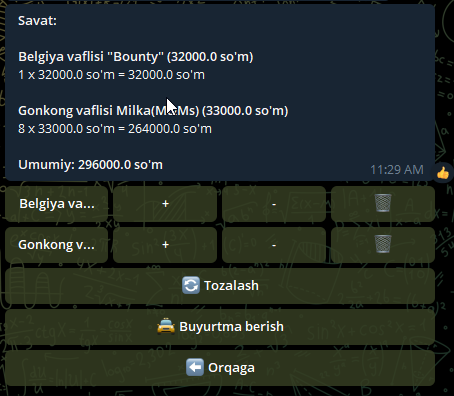 Savat:
Belgiya vaflisi "Bounty" (32000.0 so'm)
1 x 32000.0 so'm = 32000.0 so'm
Gonkong vaflisi Milka(M&Ms) (33000.0 so'm)
8 x 33000.0 so'm = 264000.0 so'm
Umumiy: 296000.0 so'm
11:29 AM
Belgiya va... + -
Gonkong v... + -
Tozalash
Buyurtma berish
Orqaga